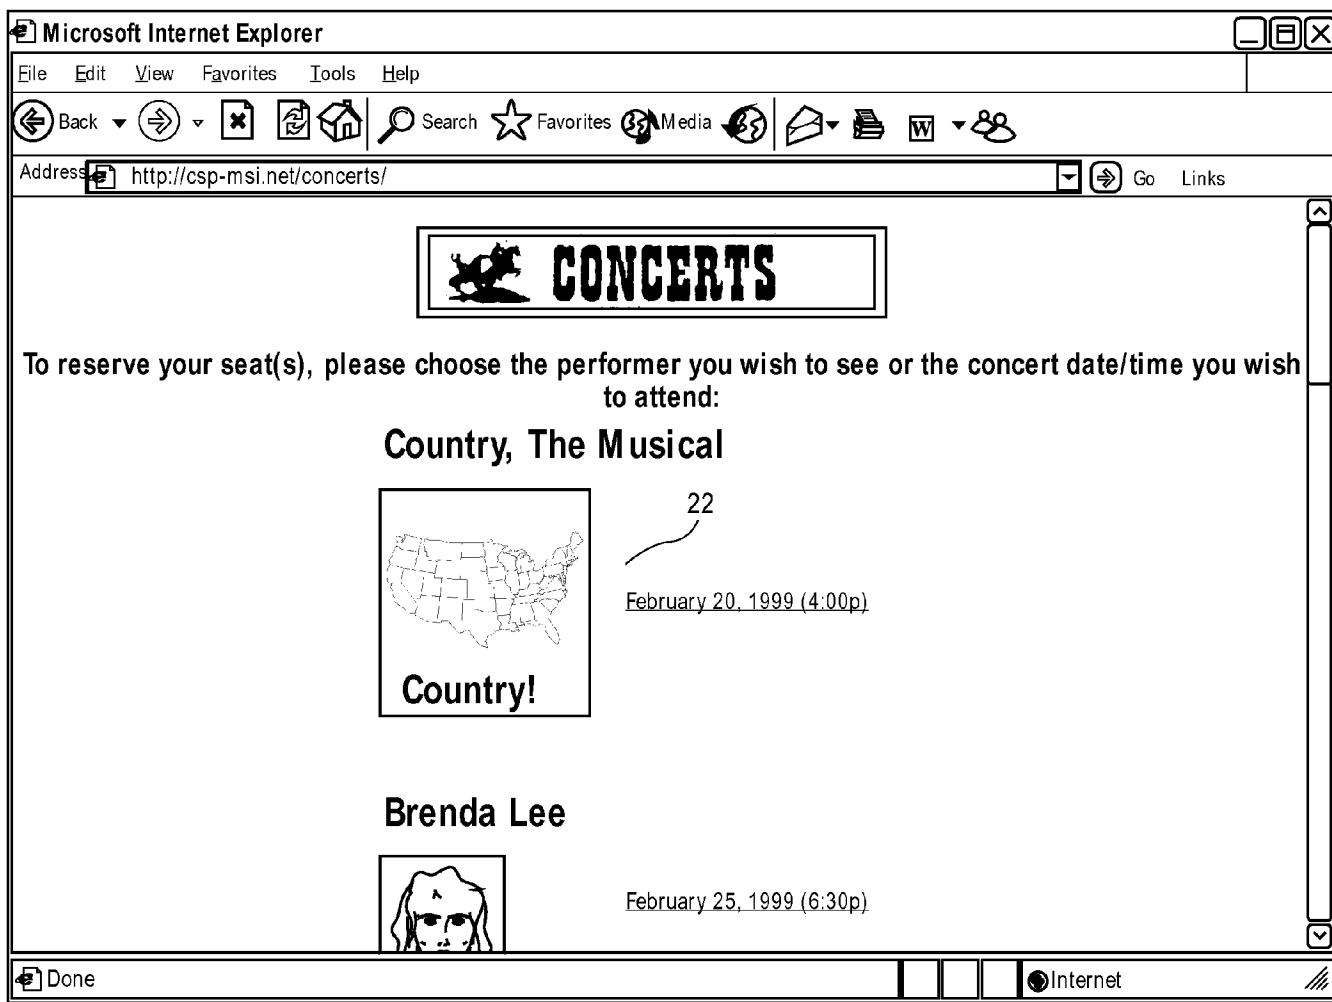 Microsoft Internet Explorer
File Edit View Favorites Tools Help
Back Search Favorites Media W
Address http://csp-msi.net/concerts/ Go Links
CONCERTS
To reserve your seat(s), please choose the performer you wish to see or the concert date/time you wish
to attend:
Country, The Musical
22
February 20, 1999 (4:00p)
Country!
Brenda Lee
February 25, 1999 (6:30p)
Done Internet